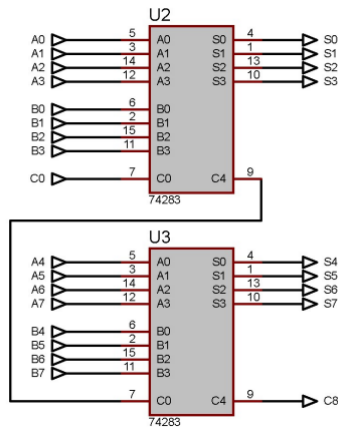 U2
A0 5 A0 S0 4 S0
A1 3 A1 S1 1 S1
A2 14 A2 S2 13 S2
A3 12 A3 S3 10 S3
B0 6 B0
B1 2 B1
B2 15 B2
B3 11 B3
C0 7 C0 C4 9
74283
U3
A4 5 A0 S0 4 S4
A5 3 A1 S1 1 S5
A6 14 A2 S2 13 S6
A7 12 A3 S3 10 S7
B4 6 B0
B5 2 B1
B6 15 B2
B7 11 B3
7 C0 C4 9 C8
74283